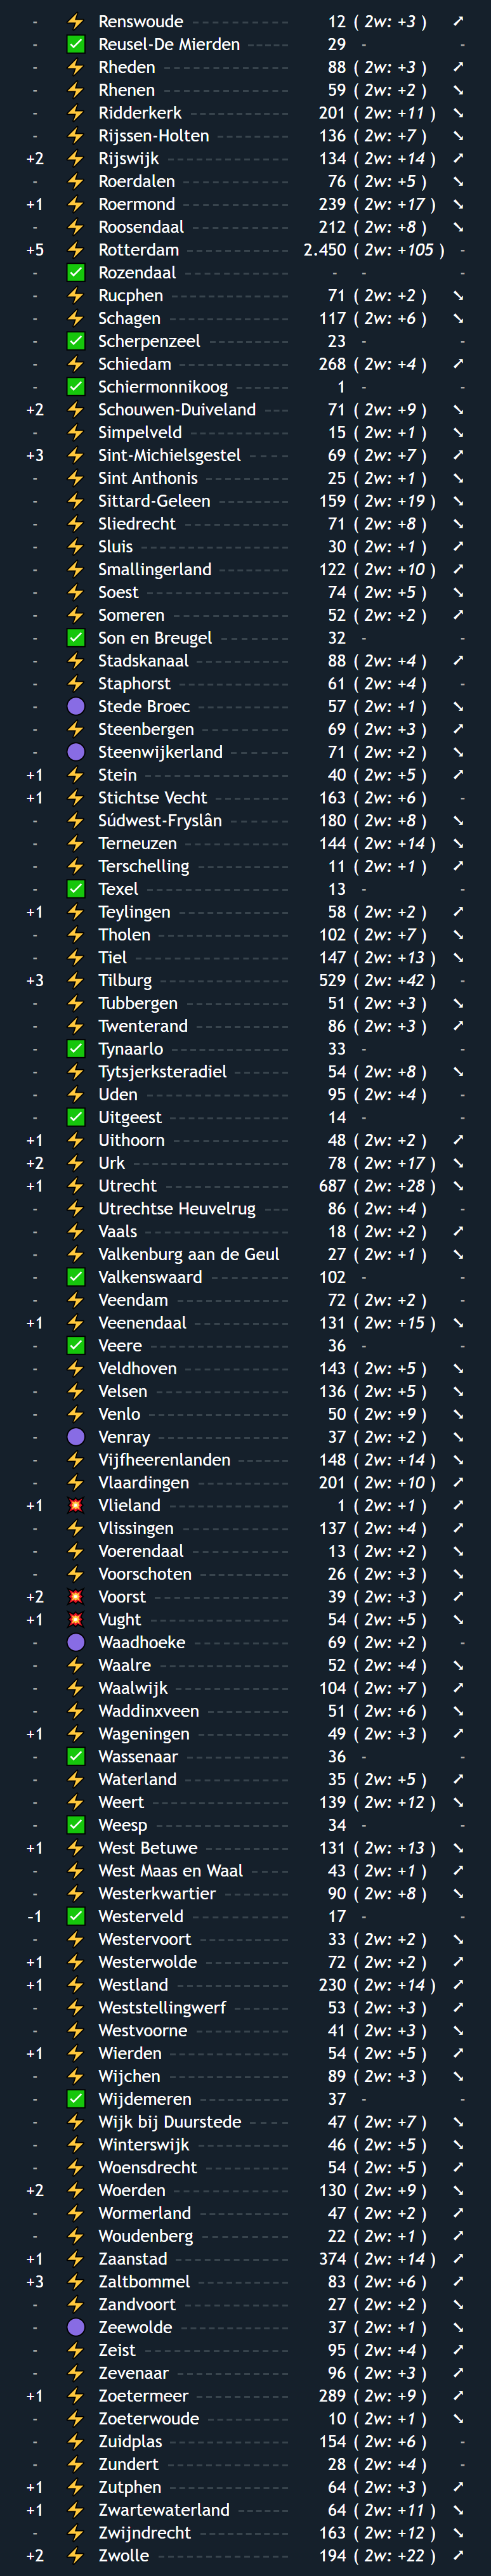 - ⚡ Renswoude ------------ 12 ( 2w: +3 ) ➚
- ✅ Reusel-De Mierden ------ 29 - -
- ⚡ Rheden -------------- 88 ( 2w: +3 ) ➚
- ⚡ Rhenen -------------- 59 ( 2w: +2 ) ➘
- ⚡ Ridderkerk ----------- 201 ( 2w: +11 ) ➘
- ⚡ Rijssen-Holten --------- 136 ( 2w: +7 ) ➘
+2 ⚡ Rijswijk -------------- 134 ( 2w: +14 ) ➚
- ⚡ Roerdalen ------------ 76 ( 2w: +5 ) ➘
+1 ⚡ Roermond ------------ 239 ( 2w: +17 ) ➘
- ⚡ Roosendaal ----------- 212 ( 2w: +8 ) ➘
+5 ⚡ Rotterdam ------------ 2.450 ( 2w: +105 ) -
- ✅ Rozendaal ------------ - - -
- ⚡ Rucphen ------------- 71 ( 2w: +2 ) ➘
- ⚡ Schagen -------------- 117 ( 2w: +6 ) ➘
- ✅ Scherpenzeel ---------- 23 - -
- ⚡ Schiedam ------------- 268 ( 2w: +4 ) ➚
- ✅ Schiermonnikoog ------- 1 - -
+2 ⚡ Schouwen-Duiveland ---- 71 ( 2w: +9 ) ➘
- ⚡ Simpelveld ------------ 15 ( 2w: +1 ) ➘
+3 ⚡ Sint-Michielsgestel ----- 69 ( 2w: +7 ) ➚
- ⚡ Sint Anthonis ---------- 25 ( 2w: +1 ) ➘
- ⚡ Sittard-Geleen --------- 159 ( 2w: +19 ) ➘
- ⚡ Sliedrecht ------------ 71 ( 2w: +8 ) ➘
- ⚡ Sluis ----------------- 30 ( 2w: +1 ) ➚
- ⚡ Smallingerland --------- 122 ( 2w: +10 ) ➚
- ⚡ Soest ---------------- 74 ( 2w: +5 ) ➘
- ⚡ Someren ------------- 52 ( 2w: +2 ) ➚
- ✅ Son en Breugel --------- 32 - -
- ⚡ Stadskanaal ----------- 88 ( 2w: +4 ) ➚
- ⚡ Staphorst ------------- 61 ( 2w: +4 ) -
- 🟣 Stede Broec ----------- 57 ( 2w: +1 ) ➘
- ⚡ Steenbergen ---------- 69 ( 2w: +3 ) ➚
- 🟣 Steenwijkerland -------- 71 ( 2w: +2 ) ➘
+1 ⚡ Stein ----------------- 40 ( 2w: +5 ) ➚
+1 ⚡ Stichtse Vecht --------- 163 ( 2w: +6 ) -
- ⚡ Súdwest-Fryslân -------- 180 ( 2w: +8 ) ➘
- ⚡ Terneuzen ------------ 144 ( 2w: +14 ) ➘
- ⚡ Terschelling ----------- 11 ( 2w: +1 ) ➚
- ✅ Texel ---------------- 13 - -
+1 ⚡ Teylingen ------------- 58 ( 2w: +2 ) ➚
- ⚡ Tholen --------------- 102 ( 2w: +7 ) ➘
- ⚡ Tiel ------------------ 147 ( 2w: +13 ) ➘
+3 ⚡ Tilburg --------------- 529 ( 2w: +42 ) -
- ⚡ Tubbergen ------------ 51 ( 2w: +3 ) ➘
- ⚡ Twenterand ----------- 86 ( 2w: +3 ) ➚
- ✅ Tynaarlo ------------- 33 - -
- ⚡ Tytsjerksteradiel ------- 54 ( 2w: +8 ) ➘
- ⚡ Uden ---------------- 95 ( 2w: +4 ) -
- ✅ Uitgeest -------------- 14 - -
+1 ⚡ Uithoorn ------------- 48 ( 2w: +2 ) ➚
+2 ⚡ Urk ------------------ 78 ( 2w: +17 ) ➘
+1 ⚡ Utrecht -------------- 687 ( 2w: +28 ) ➘
- ⚡ Utrechtse Heuvelrug --- 86 ( 2w: +4 ) -
- ⚡ Vaals ---------------- 18 ( 2w: +2 ) ➚
- ⚡ Valkenburg aan de Geul 27 ( 2w: +1 ) ➘
- ✅ Valkenswaard ---------- 102 - -
- ⚡ Veendam ------------- 72 ( 2w: +2 ) -
+1 ⚡ Veenendaal ----------- 131 ( 2w: +15 ) ➘
- ✅ Veere ---------------- 36 - -
- ⚡ Veldhoven ------------ 143 ( 2w: +5 ) ➘
- ⚡ Velsen --------------- 136 ( 2w: +5 ) ➘
- ⚡ Venlo ---------------- 50 ( 2w: +9 ) ➘
- 🟣 Venray --------------- 37 ( 2w: +2 ) ➘
- ⚡ Vijfheerenlanden ------- 148 ( 2w: +14 ) ➘
- ⚡ Vlaardingen ----------- 201 ( 2w: +10 ) ➚
+1 💥 Vlieland -------------- 1 ( 2w: +1 ) ➚
- ⚡ Vlissingen ------------ 137 ( 2w: +4 ) ➚
- ⚡ Voerendaal ----------- 13 ( 2w: +2 ) ➘
- ⚡ Voorschoten ---------- 26 ( 2w: +3 ) ➘
+2 💥 Voorst --------------- 39 ( 2w: +3 ) ➚
+1 💥 Vught ---------------- 54 ( 2w: +5 ) ➘
- 🟣 Waadhoeke ----------- 69 ( 2w: +2 ) -
- ⚡ Waalre --------------- 52 ( 2w: +4 ) ➘
- ⚡ Waalwijk ------------- 104 ( 2w: +7 ) ➚
- ⚡ Waddinxveen ---------- 51 ( 2w: +6 ) ➘
+1 ⚡ Wageningen ----------- 49 ( 2w: +3 ) ➚
- ✅ Wassenaar ------------ 36 - -
- ⚡ Waterland ------------ 35 ( 2w: +5 ) ➚
- ⚡ Weert ---------------- 139 ( 2w: +12 ) ➘
- ✅ Weesp --------------- 34 - -
+1 ⚡ West Betuwe ---------- 131 ( 2w: +13 ) ➘
- ⚡ West Maas en Waal ----- 43 ( 2w: +1 ) ➚
- ⚡ Westerkwartier -------- 90 ( 2w: +8 ) ➘
-1 ✅ Westerveld ----------- 17 - -
- ⚡ Westervoort ---------- 33 ( 2w: +2 ) ➘
+1 ⚡ Westerwolde ---------- 72 ( 2w: +2 ) ➚
+1 ⚡ Westland ------------- 230 ( 2w: +14 ) ➚
- ⚡ Weststellingwerf ------- 53 ( 2w: +3 ) ➚
- ⚡ Westvoorne ----------- 41 ( 2w: +3 ) ➘
+1 ⚡ Wierden -------------- 54 ( 2w: +5 ) ➚
- ⚡ Wijchen -------------- 89 ( 2w: +3 ) ➘
- ✅ Wijdemeren ----------- 37 - -
- ⚡ Wijk bij Duurstede ----- 47 ( 2w: +7 ) ➘
- ⚡ Winterswijk ----------- 46 ( 2w: +5 ) ➘
- ⚡ Woensdrecht ---------- 54 ( 2w: +5 ) ➚
+2 ⚡ Woerden ------------- 130 ( 2w: +9 ) ➘
- ⚡ Wormerland ---------- 47 ( 2w: +2 ) ➚
- ⚡ Woudenberg ---------- 22 ( 2w: +1 ) ➚
+1 ⚡ Zaanstad ------------- 374 ( 2w: +14 ) ➚
+3 ⚡ Zaltbommel ----------- 83 ( 2w: +6 ) ➚
- ⚡ Zandvoort ------------ 27 ( 2w: +2 ) ➘
- 🟣 Zeewolde ------------- 37 ( 2w: +1 ) ➘
- ⚡ Zeist ----------------- 95 ( 2w: +4 ) ➚
- ⚡ Zevenaar ------------- 96 ( 2w: +3 ) ➚
+1 ⚡ Zoetermeer ----------- 289 ( 2w: +9 ) ➚
- ⚡ Zoeterwoude ---------- 10 ( 2w: +1 ) ➘
- ⚡ Zuidplas ------------- 154 ( 2w: +6 ) -
- ⚡ Zundert -------------- 28 ( 2w: +4 ) -
+1 ⚡ Zutphen ------------- 64 ( 2w: +3 ) ➚
+1 ⚡ Zwartewaterland ------- 64 ( 2w: +11 ) ➘
- ⚡ Zwijndrecht ----------- 163 ( 2w: +12 ) ➘
+2 ⚡ Zwolle --------------- 194 ( 2w: +22 ) ➚